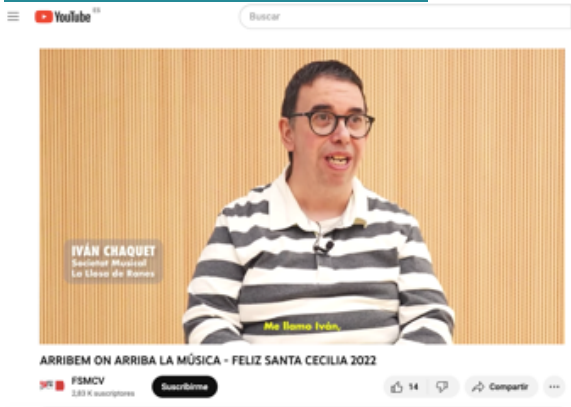 YouTube ES
Buscar
IVÁN CHAQUET
Societat Musical
La Llosa de Ranes
Me llamo Iván,
ARRIBEM ON ARRIBA LA MÚSICA - FELIZ SANTA CECILIA 2022
FSMCV
2,83 K suscriptores
Suscribirme
14
Compartir